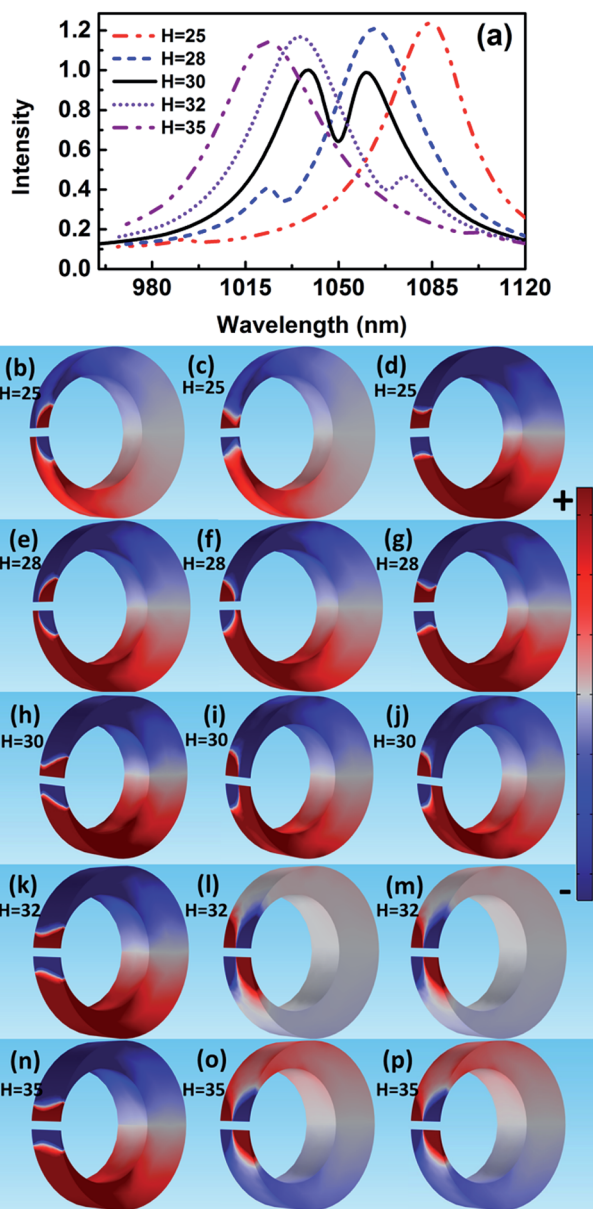 (a)
H=25
H=28
H=30
H=32
H=35
Intensity
1.2
1.0
0.8
0.6
0.4
0.2
0.0
980 1015 1050 1085 1120
Wavelength (nm)
(b) (c) (d)
H=25 H=25 H=25
+
(e) (f) (g)
H=28 H=28 H=28
(h) (i) (j)
H=30 H=30 H=30
(k) (l) (m)
H=32 H=32 H=32
-
(n) (o) (p)
H=35 H=35 H=35